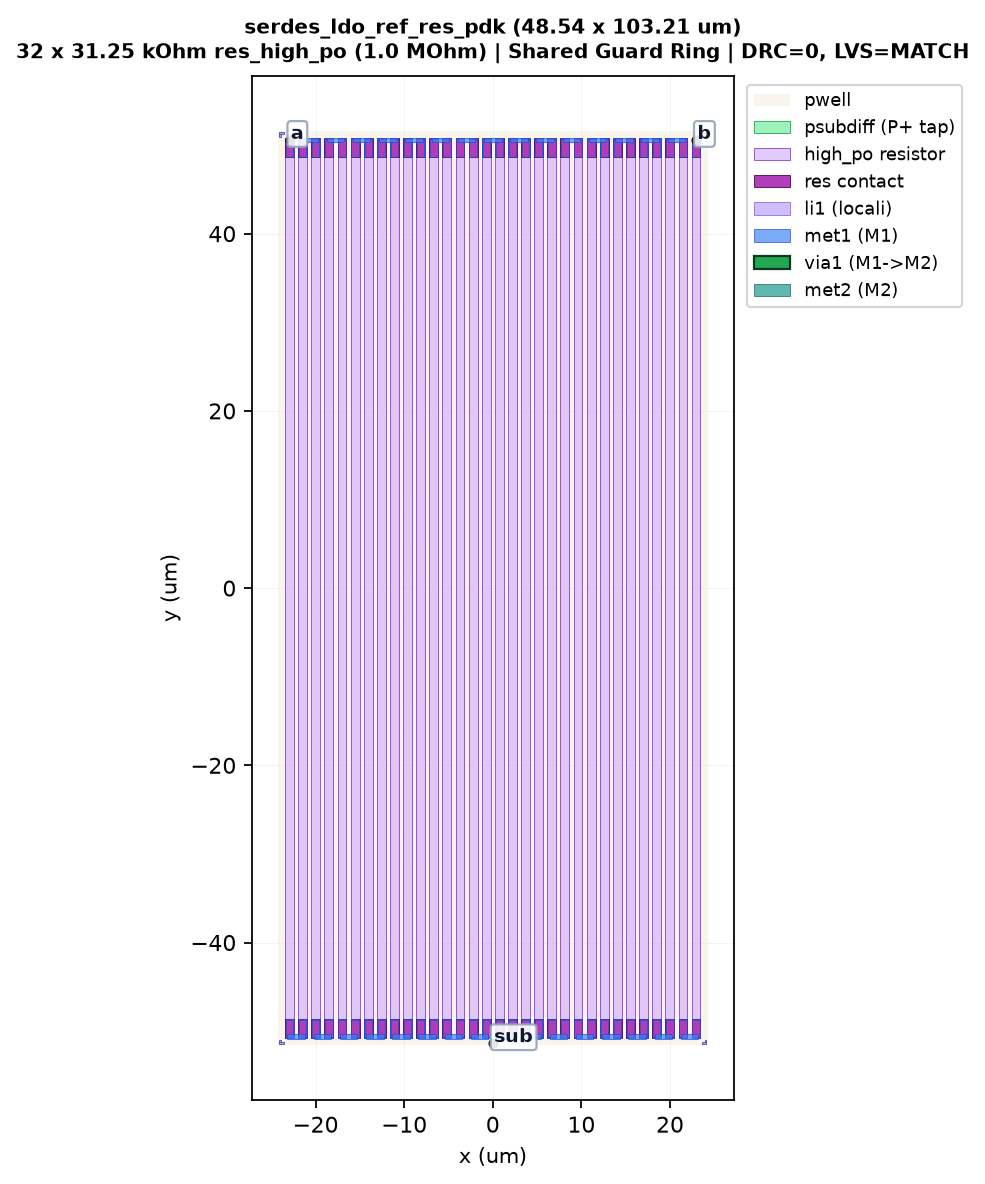 serdes_ldo_ref_res_pdk (48.54 x 103.21 um)
32 x 31.25 kOhm res_high_po (1.0 MOhm) | Shared Guard Ring | DRC=0, LVS=MATCH
a
b
sub
pwell
psubdiff (P+ tap)
high_po resistor
res contact
li1 (locali)
met1 (M1)
via1 (M1->M2)
met2 (M2)
40
20
0
−20
−40
y (um)
−20
−10
0
10
20
x (um)